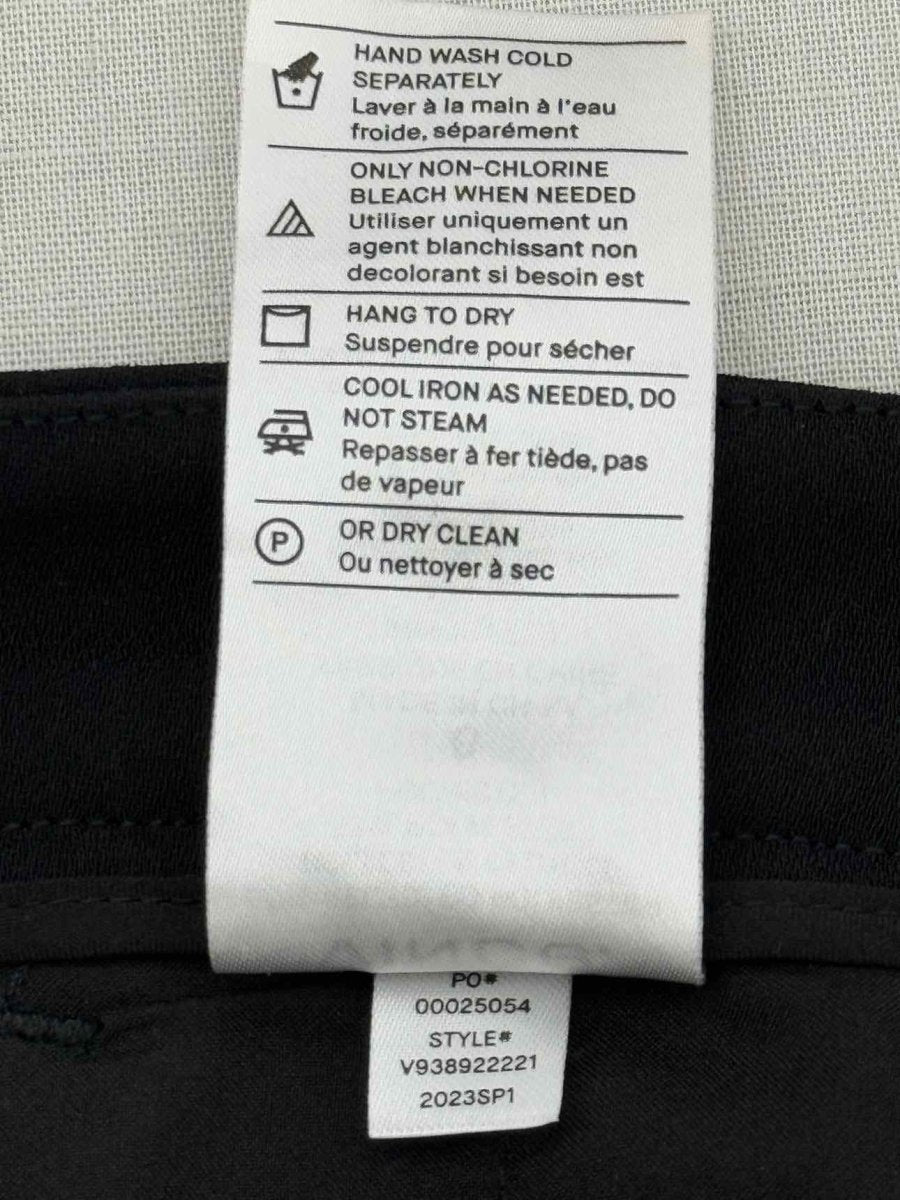 HAND WASH COLD
SEPARATELY
Laver à la main à l'eau
froide, séparément
ONLY NON-CHLORINE
BLEACH WHEN NEEDED
Utiliser uniquement un
agent blanchissant non
decolorant si besoin est
HANG TO DRY
Suspendre pour sécher
COOL IRON AS NEEDED, DO
NOT STEAM
Repasser à fer tiède, pas
de vapeur
P
OR DRY CLEAN
Ou nettoyer à sec
PO#
00025054
STYLE#
V938922221
2023SP1